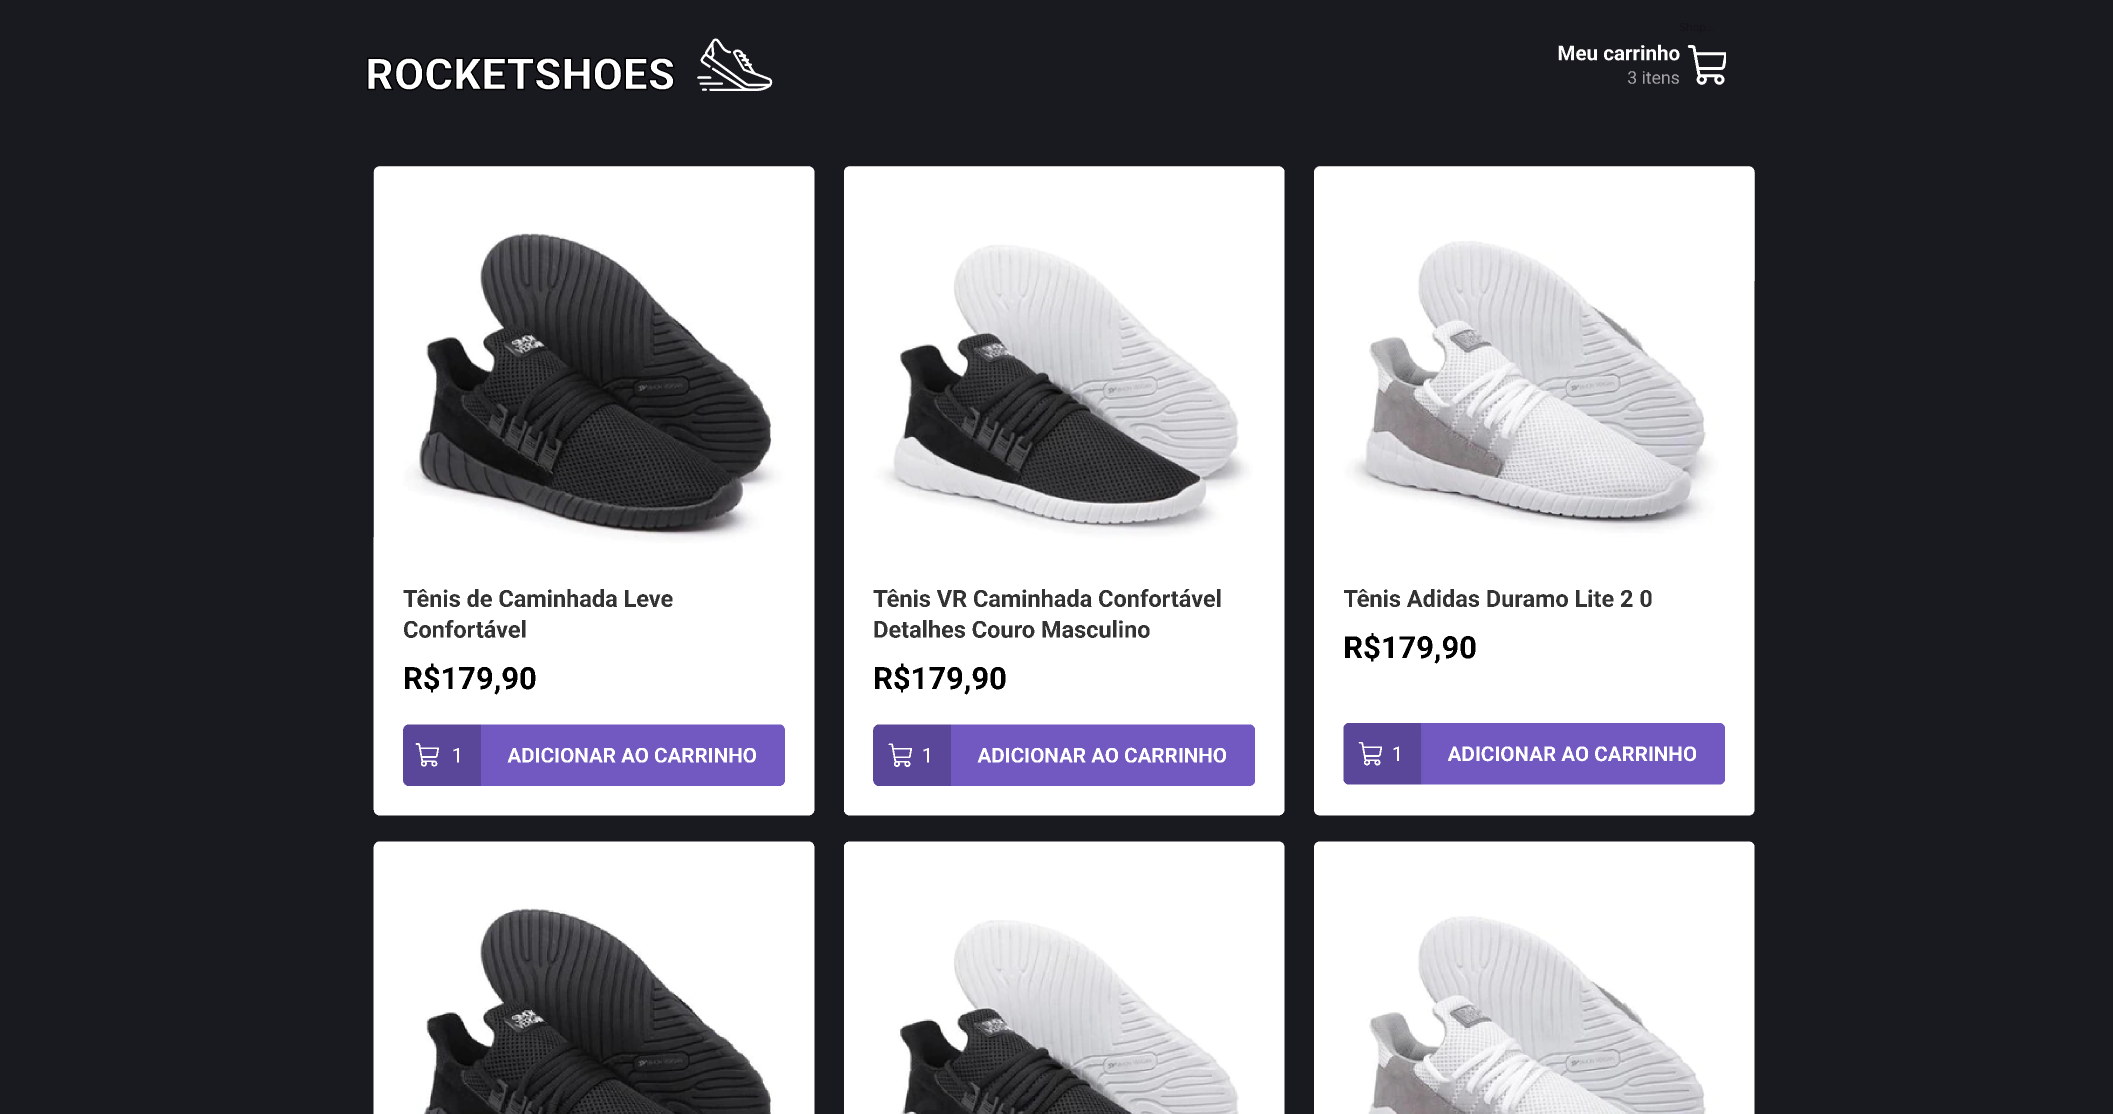 ROCKETSHOES
Meu carrinho
3 itens
Tênis de Caminhada Leve
Confortável
R$179,90
1 ADICIONAR AO CARRINHO
Tênis VR Caminhada Confortável
Detalhes Couro Masculino
R$179,90
1 ADICIONAR AO CARRINHO
Tênis Adidas Duramo Lite 2 0
R$179,90
1 ADICIONAR AO CARRINHO